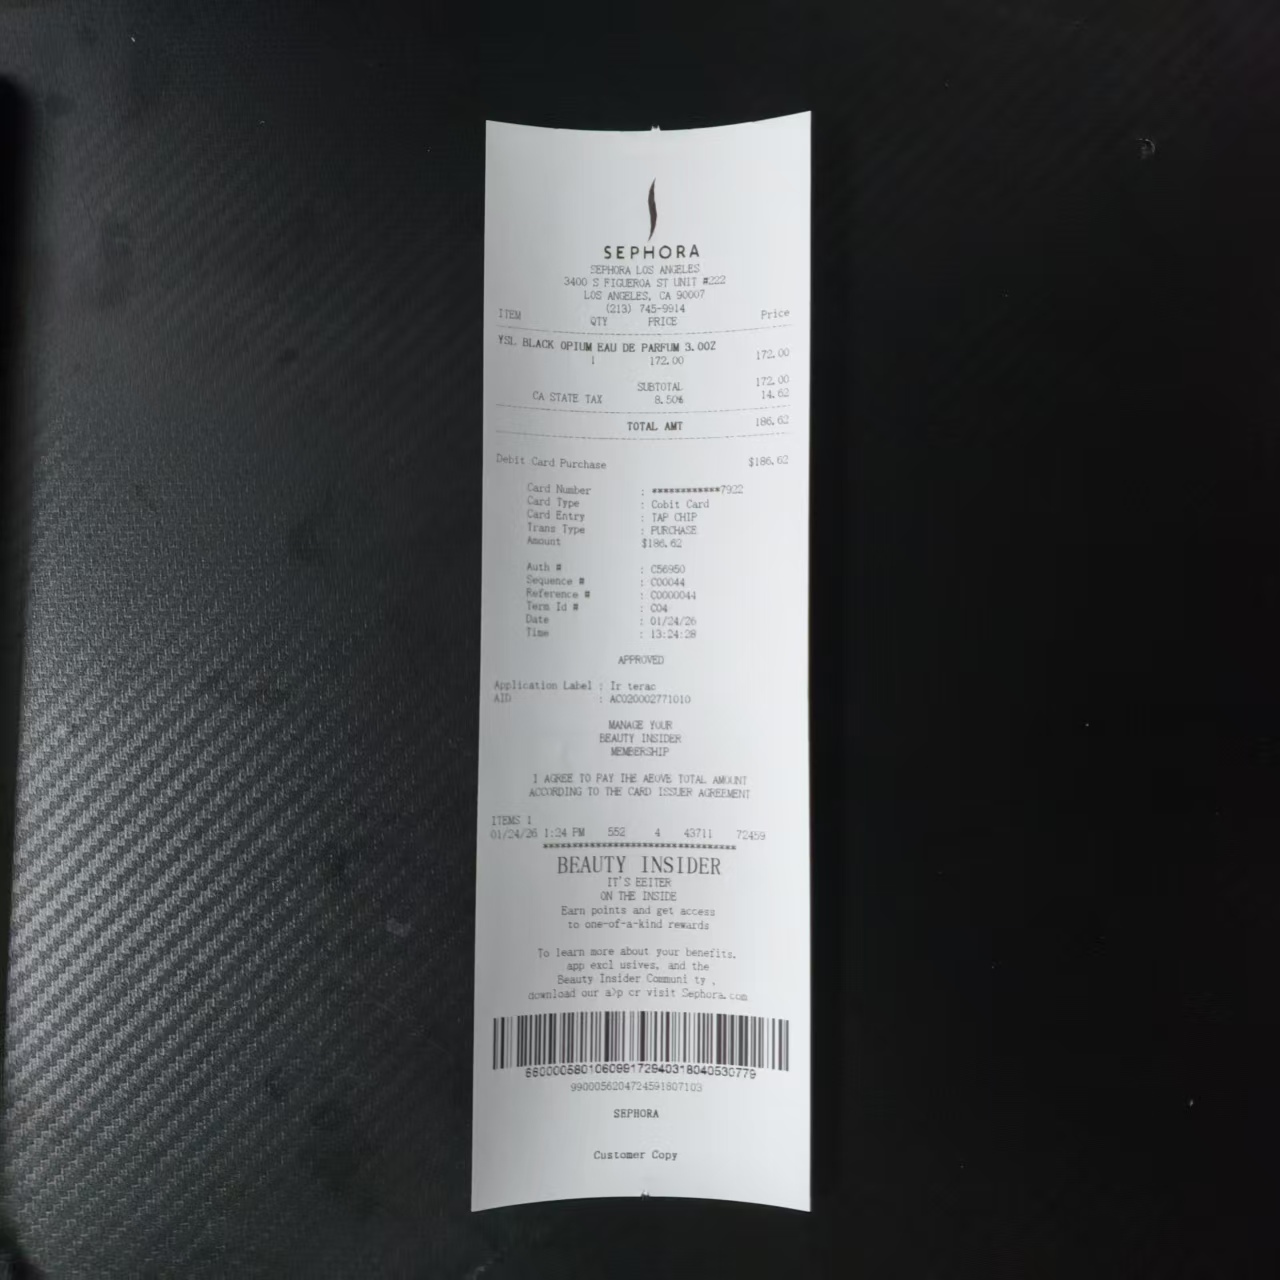 SEPHORA
SEPHORA LOS ANGELES
3400 S FIGUEROA ST UNIT #222
LOS ANGELES, CA 90007
(213) 745-9914
ITEM QTY PRICE Price
YSL BLACK OPIUM EAU DE PARFUM 3.00Z
1 172.00 172.00
SUBTOTAL 172.00
CA STATE TAX 8.50% 14.62
TOTAL AMT 186.62
Debit Card Purchase $186.62
Card Number : ************7922
Card Type : Cobit Card
Card Entry : TAP CHIP
Trans Type : PURCHASE
Amount $186.62
Auth # : C56950
Sequence # : C00044
Reference # : C0000044
Term Id # : C04
Date : 01/24/26
Time : 13:24:28
APPROVED
Application Label : Ir terac
AID : AC020002771010
MANAGE YOUR
BEAUTY INSIDER
MEMBERSHIP
I AGREE TO PAY IHE AEOVE TOTAL AMOUNT
ACCORDING TO THE CARD ISSUER AGREEMENT
ITEMS 1
01/24/26 1:24 PM 552 4 43711 72459
************************************
BEAUTY INSIDER
IT'S EEITER
ON THE INSIDE
Earn points and get access
to one-of-a-kind rewards
To learn more about your benefits,
app excl usives, and the
Beauty Insider Communi ty ,
download our a)p cr visit Sephora.com
680000580106099172940318040530779
9900056204724591807103
SEPHORA
Customer Copy